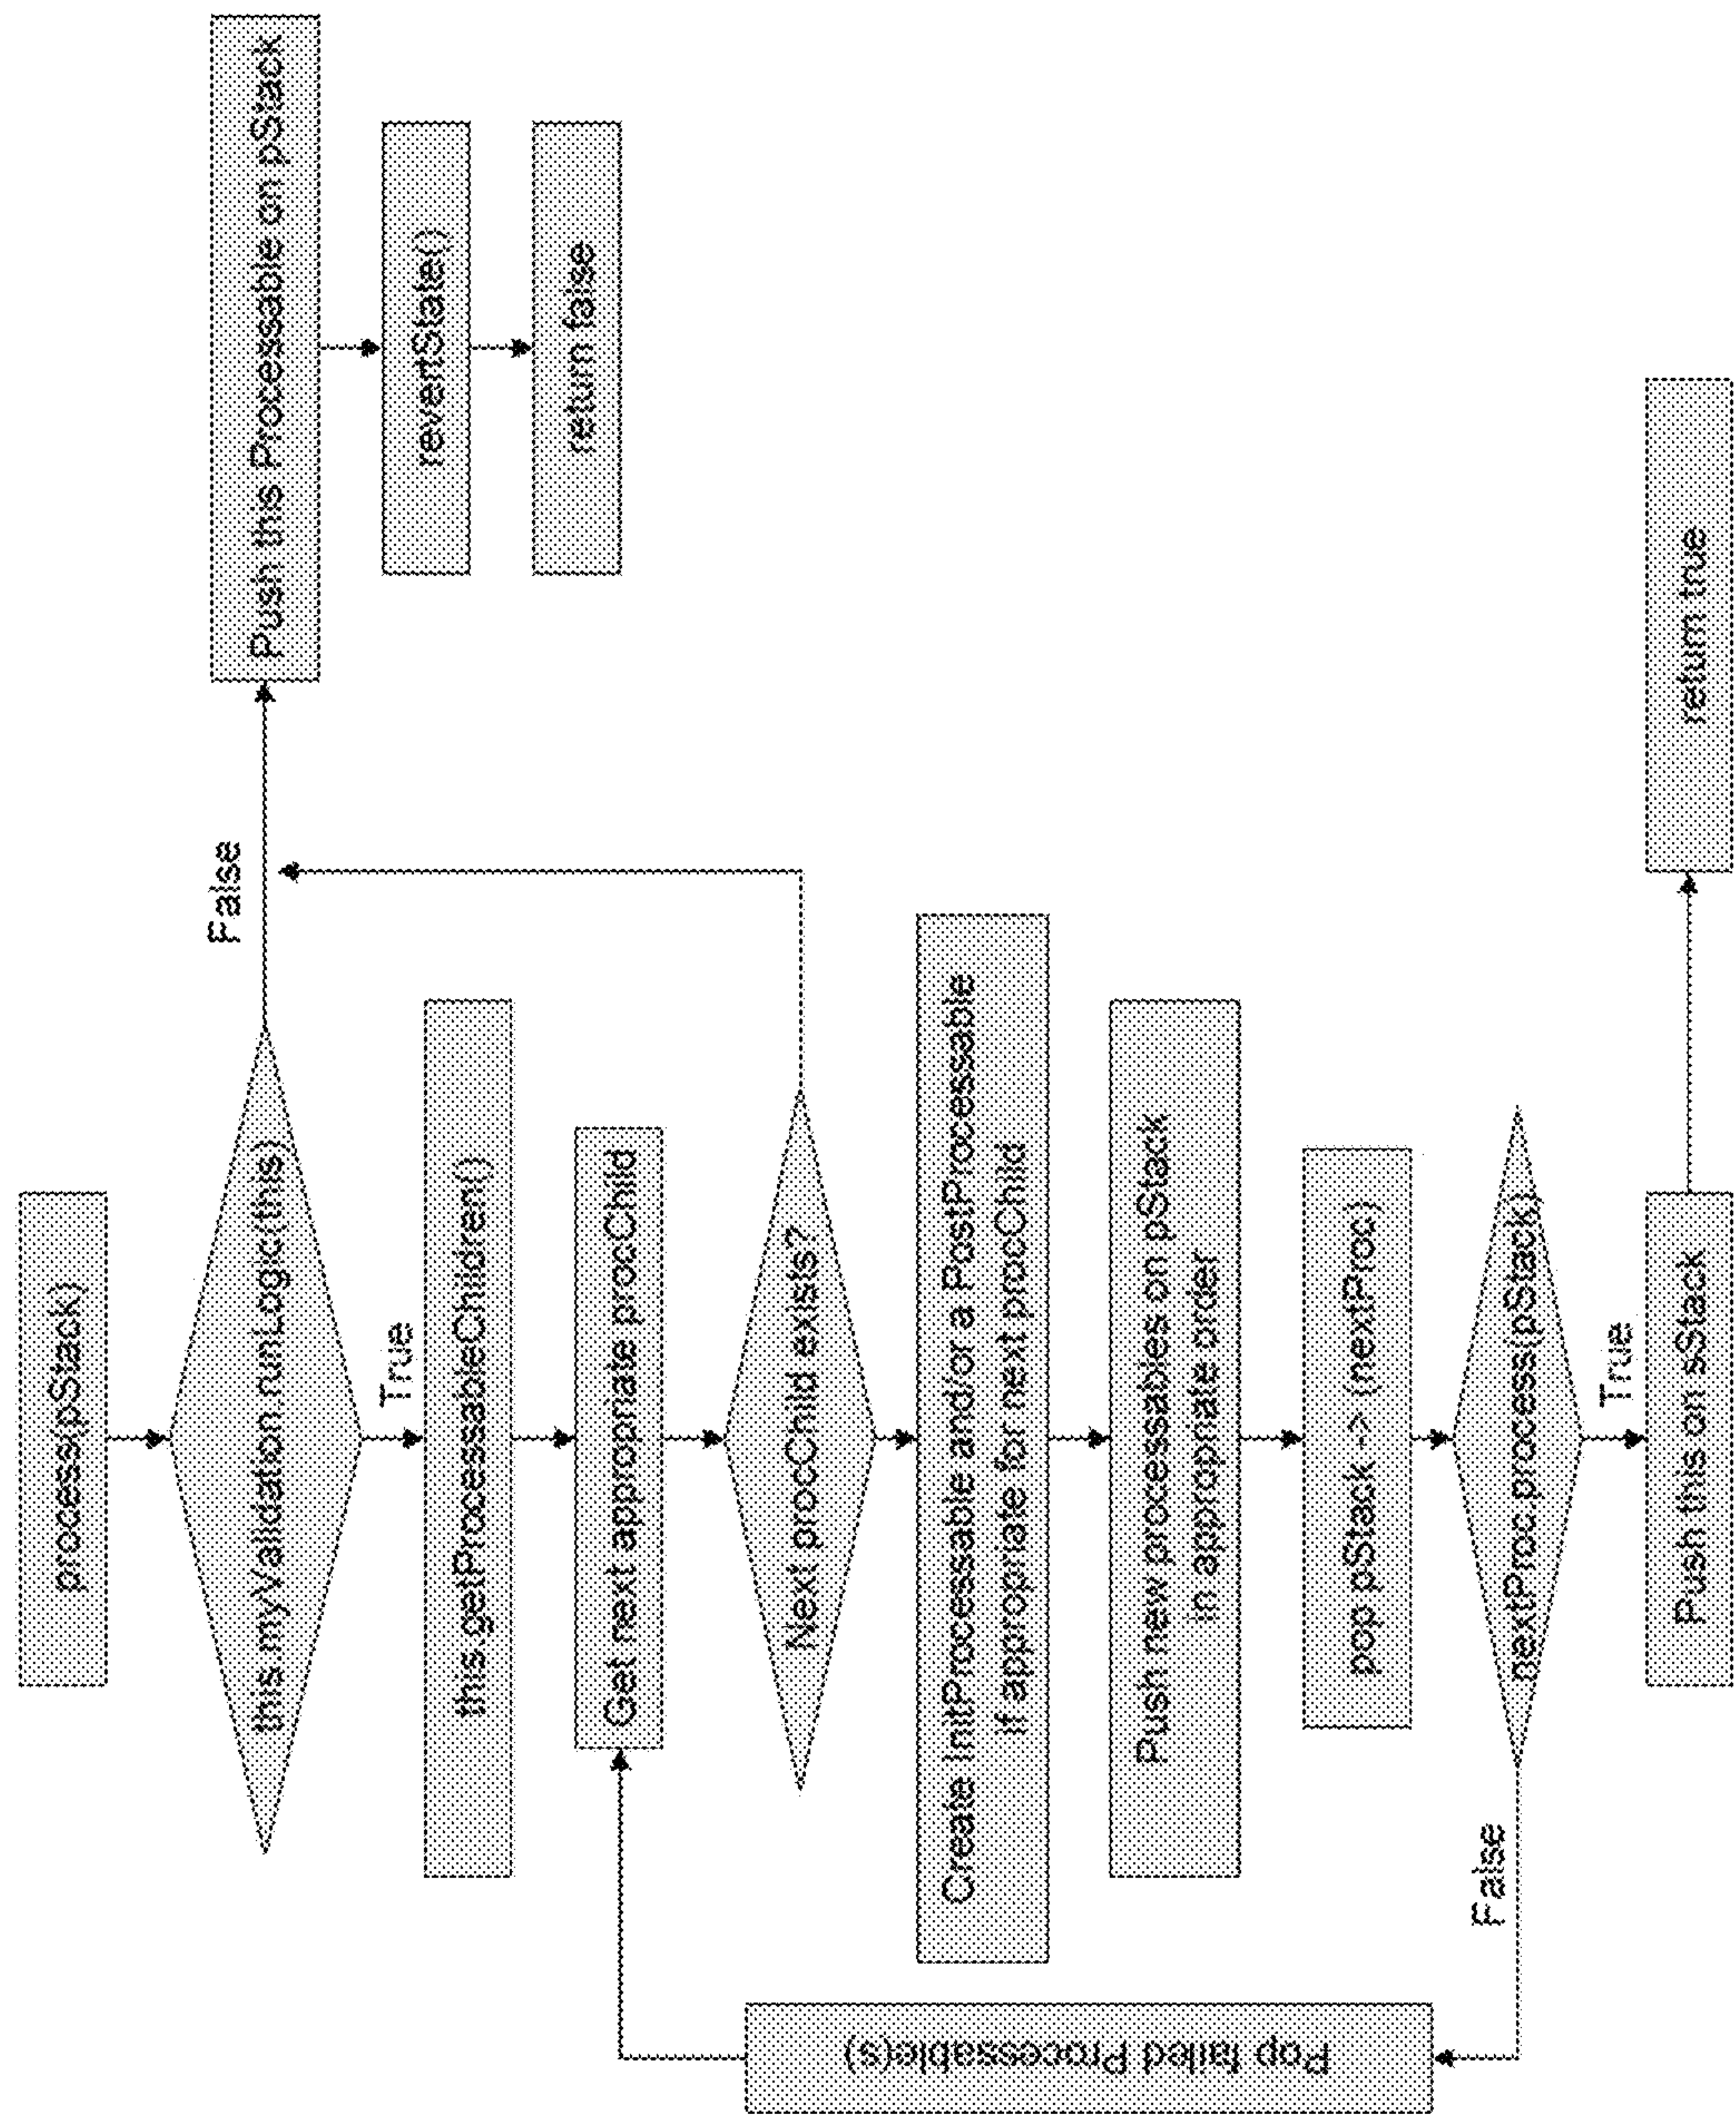 process(pStack)
this.myValidation.runLogic(this)
False
Push this Processable on pStack
revertState()
return false
True
this.getProcessableChildren()
Get next appropriate procChild
Next procChild exists?
Create InitProcessable and/or a PostProcessable
if appropriate for next procChild
Push new processables on pStack
in appropriate order
pop pStack -> (nextProc)
nextProc.process(pStack)
False
Pop failed Processable(s)
True
Push this on sStack
return true